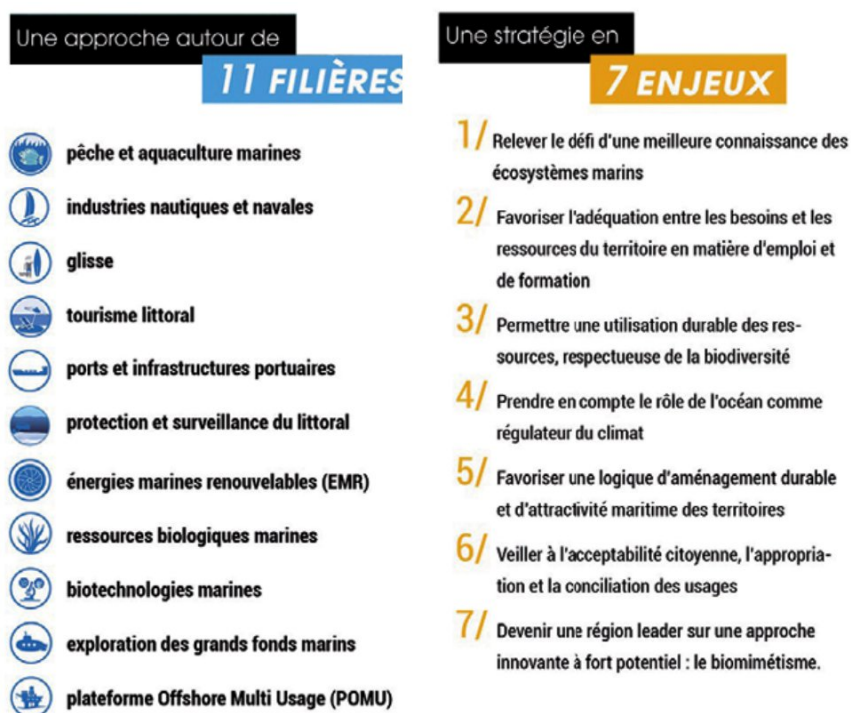 Une approche autour de
11 FILIÈRES
pêche et aquaculture marines
industries nautiques et navales
glisse
tourisme littoral
ports et infrastructures portuaires
protection et surveillance du littoral
énergies marines renouvelables (EMR)
ressources biologiques marines
biotechnologies marines
exploration des grands fonds marins
plateforme Offshore Multi Usage (POMU)
Une stratégie en
7 ENJEUX
1/ Relever le défi d'une meilleure connaissance des
écosystèmes marins
2/ Favoriser l'adéquation entre les besoins et les
ressources du territoire en matière d'emploi et
de formation
3/ Permettre une utilisation durable des res-
sources, respectueuse de la biodiversité
4/ Prendre en compte le rôle de l'océan comme
régulateur du climat
5/ Favoriser une logique d'aménagement durable
et d'attractivité maritime des territoires
6/ Veiller à l'acceptabilité citoyenne, l'appropria-
tion et la conciliation des usages
7/ Devenir une région leader sur une approche
innovante à fort potentiel : le biomimétisme.